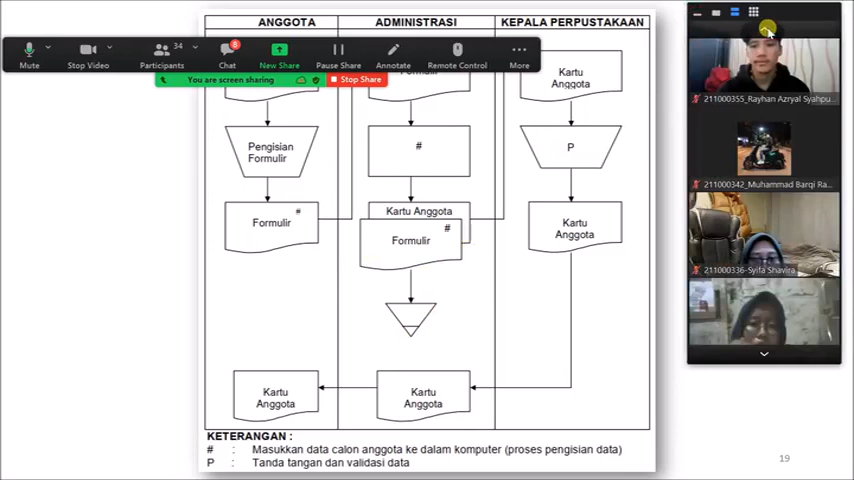 ANGGOTA
ADMINISTRASI
KEPALA PERPUSTAKAAN
Mute
Stop Video
34
Participants
8
Chat
New Share
Pause Share
Annotate
Remote Control
More
You are screen sharing
Stop Share
Kartu
Anggota
Pengisian
Formulir
#
P
#
Formulir
Kartu Anggota
#
Formulir
Kartu
Anggota
Kartu
Anggota
Kartu
Anggota
KETERANGAN :
# : Masukkan data calon anggota ke dalam komputer (proses pengisian data)
P : Tanda tangan dan validasi data
19
211000355_Rayhan Azryal Syahpu...
211000342_Muhammad Barqi Ra...
211000336-Syifa Shavira